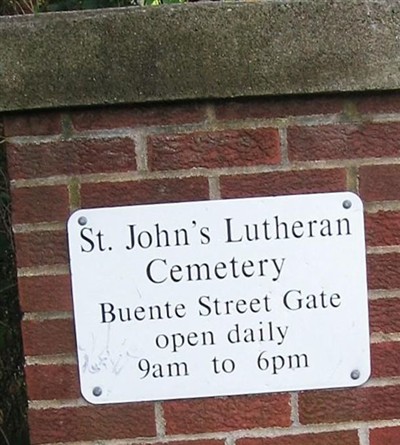 St. John's Lutheran
Cemetery
Buente Street Gate
open daily
9am to 6pm